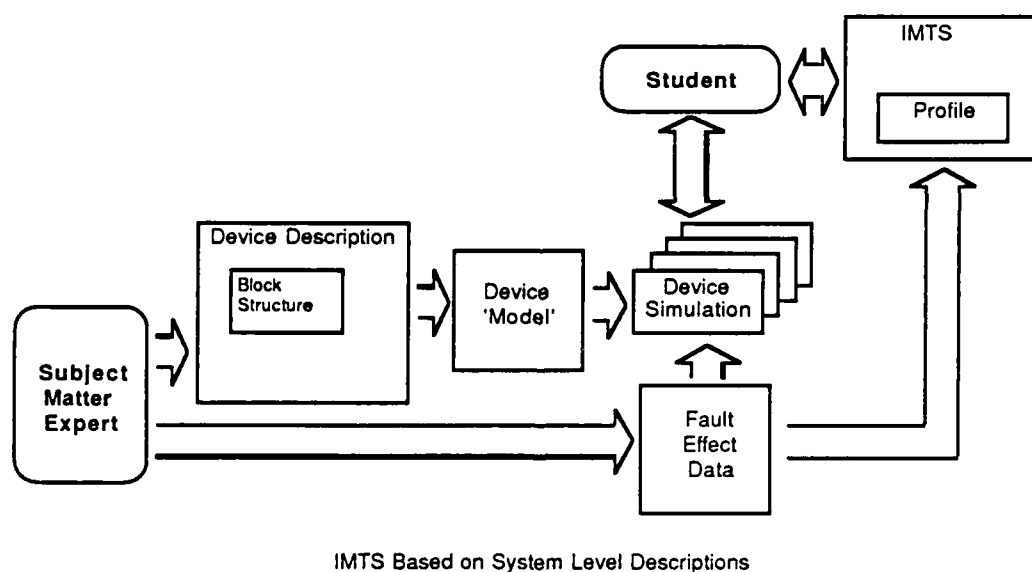 IMTS
Profile
Student
Device Description
Block
Structure
Device
'Model'
Device
Simulation
Subject
Matter
Expert
Fault
Effect
Data
IMTS Based on System Level Descriptions